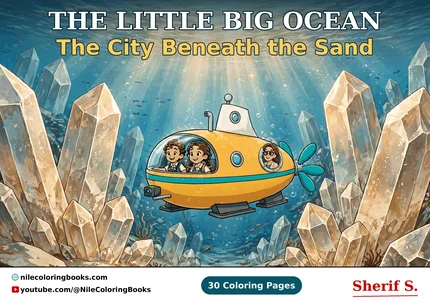 THE LITTLE BIG OCEAN
The City Beneath the Sand
nilecoloringbooks.com
youtube.com/@NileColoringBooks
30 Coloring Pages
Sherif S.